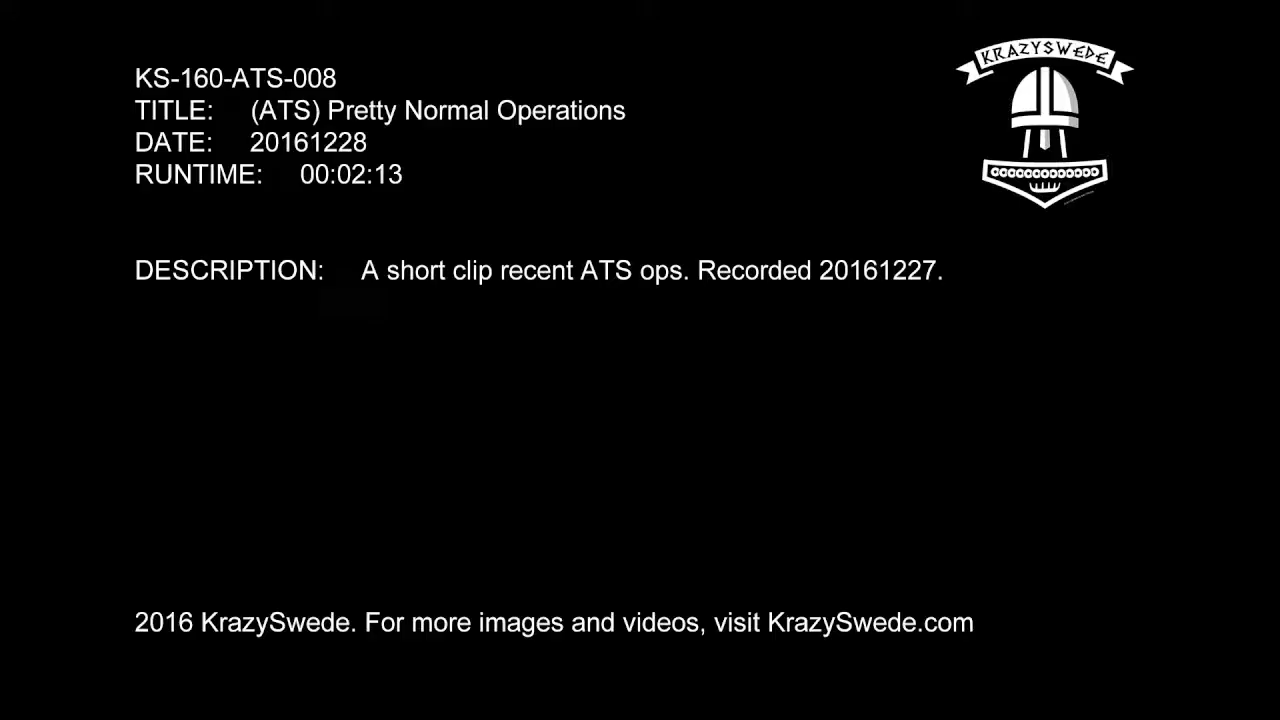 KRAZYSWEDE
KS-160-ATS-008
TITLE: (ATS) Pretty Normal Operations
DATE: 20161228
RUNTIME: 00:02:13
DESCRIPTION: A short clip recent ATS ops. Recorded 20161227.
2016 KrazySwede. For more images and videos, visit KrazySwede.com